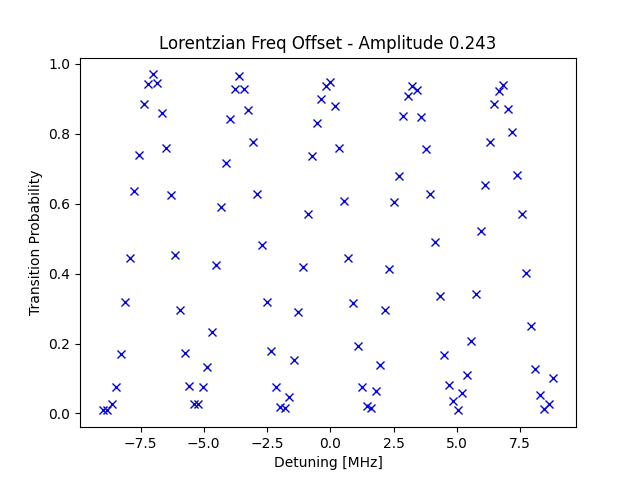 Lorentzian Freq Offset - Amplitude 0.243
Transition Probability
1.0
0.8
0.6
0.4
0.2
0.0
−7.5 −5.0 −2.5 0.0 2.5 5.0 7.5
Detuning [MHz]